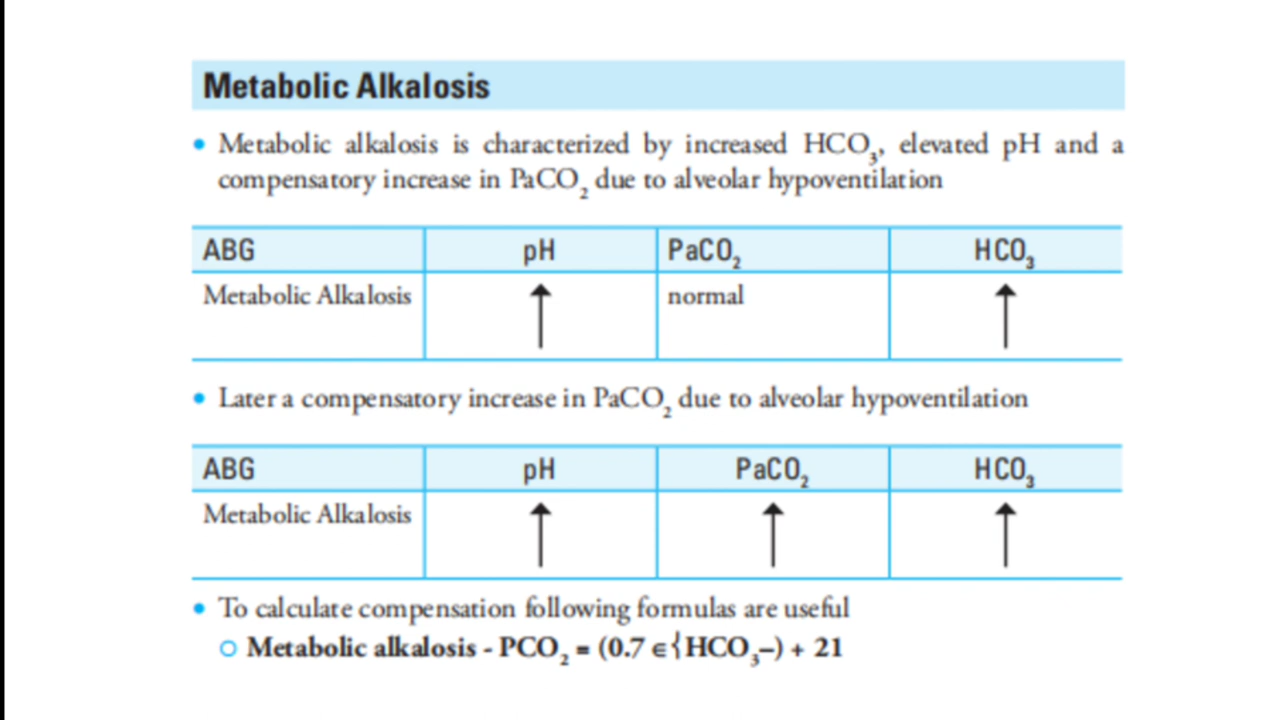 Metabolic Alkalosis
• Metabolic alkalosis is characterized by increased HCO₃, elevated pH and a
compensatory increase in PaCO₂ due to alveolar hypoventilation
ABG pH PaCO₂ HCO₃
Metabolic Alkalosis ↑ normal ↑
• Later a compensatory increase in PaCO₂ due to alveolar hypoventilation
ABG pH PaCO₂ HCO₃
Metabolic Alkalosis ↑ ↑ ↑
• To calculate compensation following formulas are useful
○ Metabolic alkalosis - PCO₂ = (0.7 ∈{HCO₃–) + 21